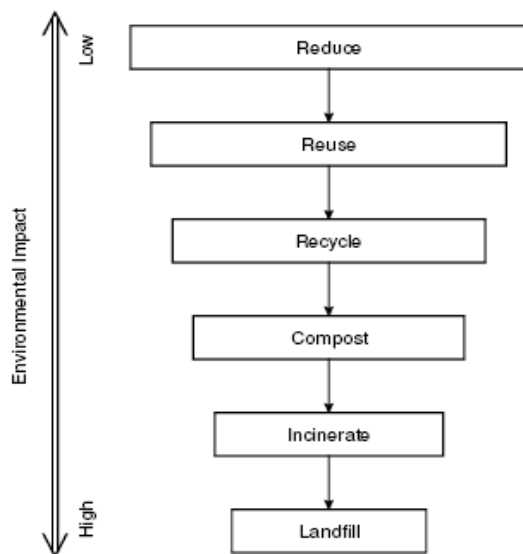 Low
Reduce
Reuse
Recycle
Environmental Impact
Compost
Incinerate
High
Landfill